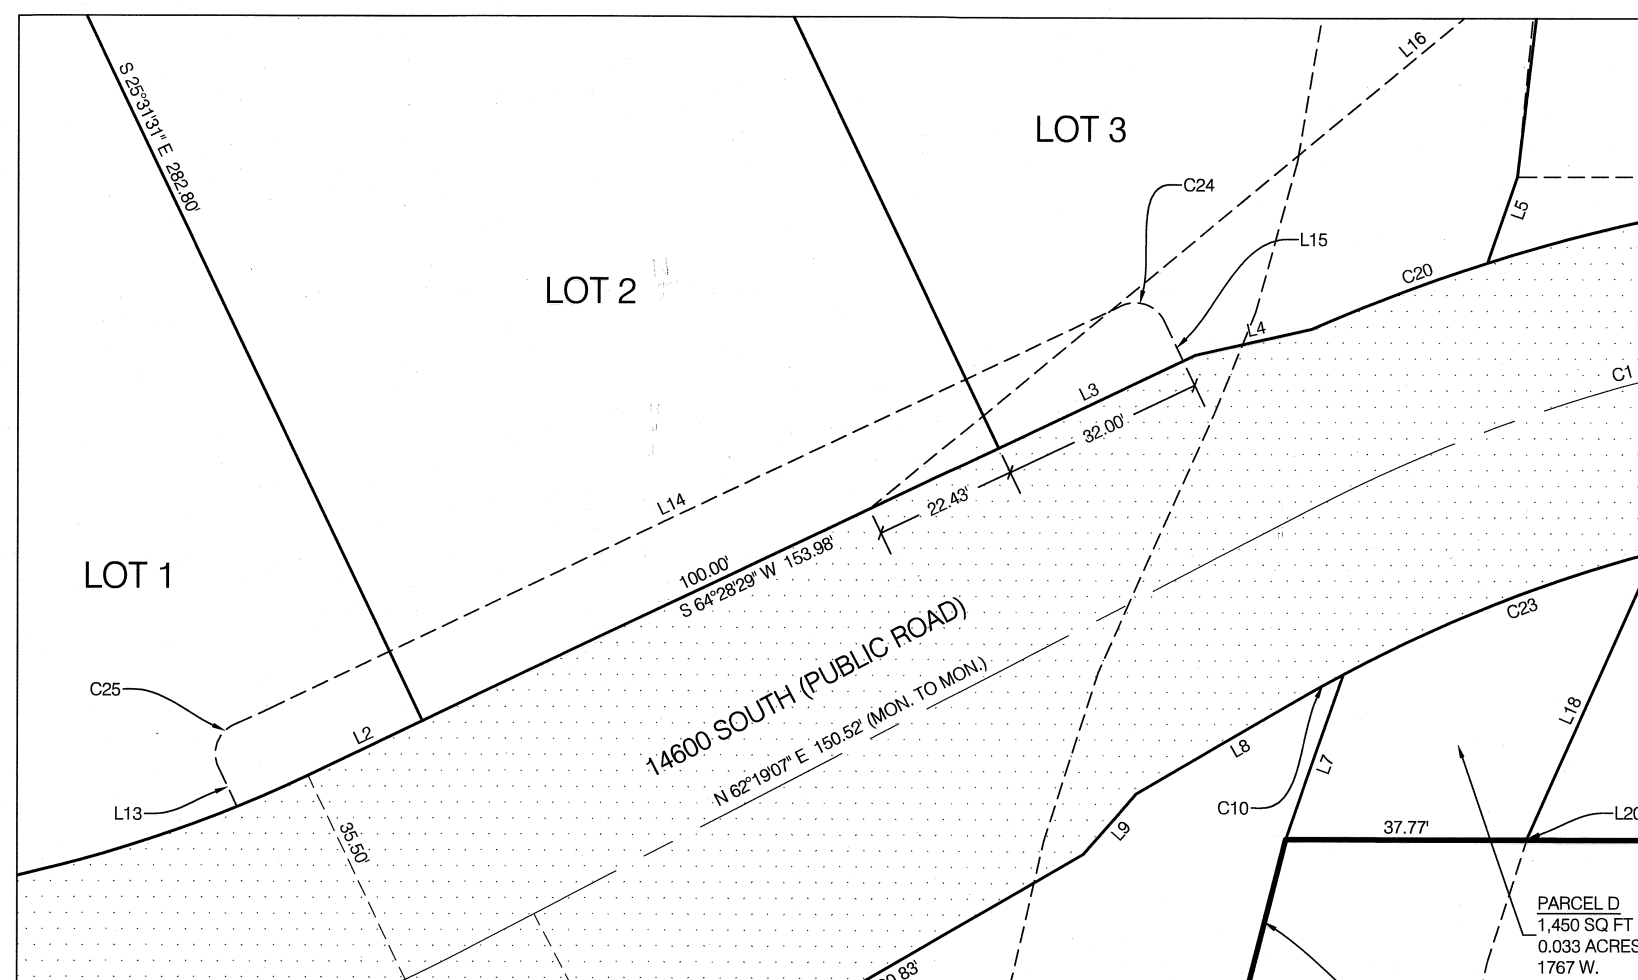 L16
S 25°31'31" E 282.80'
LOT 3
C24
L5
L15
C20
LOT 2
L4
C1
L3
32.00'
22.43'
L14
100.00'
S 64°28'29" W 153.98'
LOT 1
14600 SOUTH (PUBLIC ROAD)
N 62°19'07" E 150.52' (MON. TO MON.)
C23
C25
L2
L18
L8
L7
L13
C10
35.50'
L9
37.77'
L20
PARCEL D
1,450 SQ FT
0.033 ACRES
1767 W.
0.83'